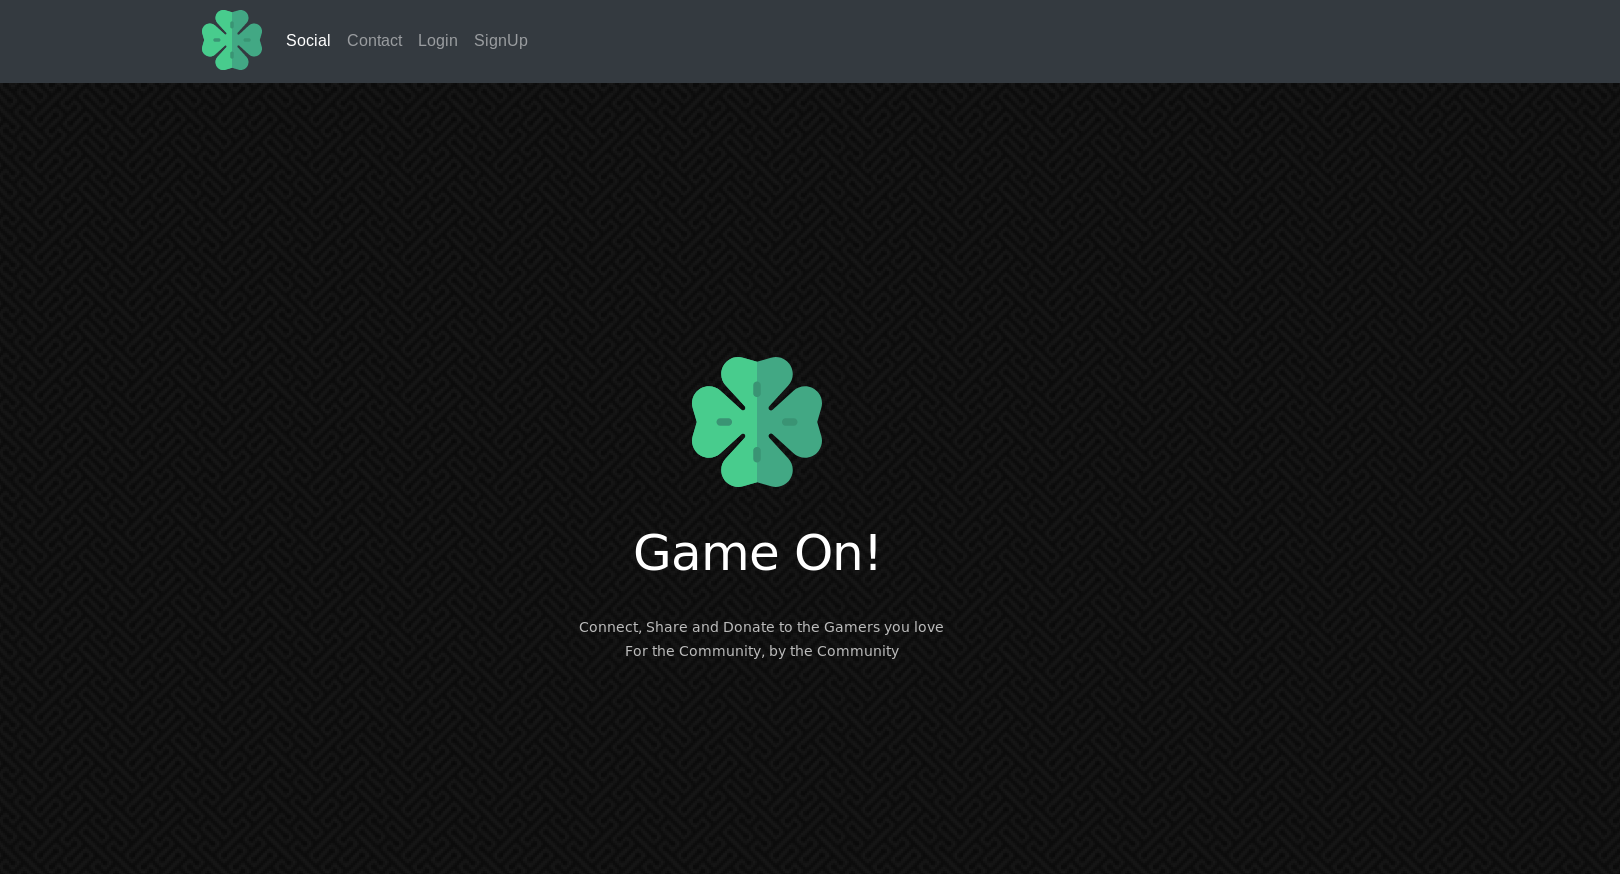 Social Contact Login SignUp
Game On!
Connect, Share and Donate to the Gamers you love
For the Community, by the Community